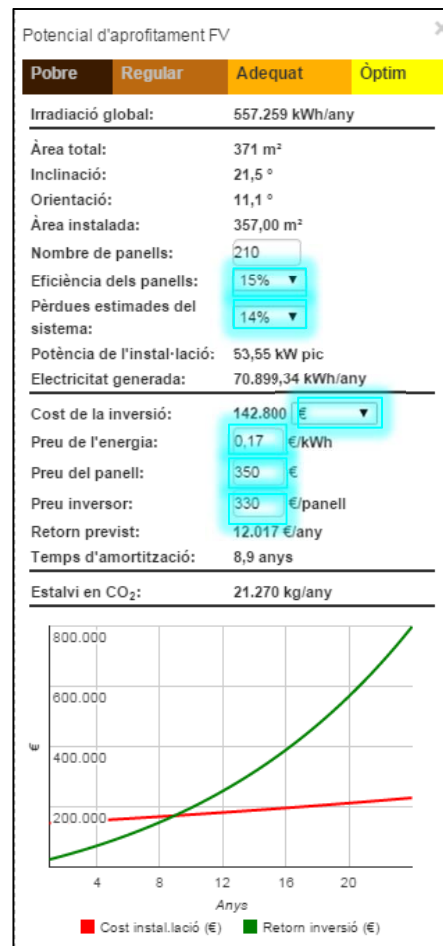 Potencial d'aprofitament FV
Pobre Regular Adequat Òptim
Irradiació global: 557.259 kWh/any
Àrea total: 371 m²
Inclinació: 21,5 °
Orientació: 11,1 °
Àrea instalada: 357,00 m²
Nombre de panells: 210
Eficiència dels panells: 15% ▼
Pèrdues estimades del
sistema: 14% ▼
Potència de l'instal·lació: 53,55 kW pic
Electricitat generada: 70.899,34 kWh/any
Cost de la inversió: 142.800 € ▼
Preu de l'energia: 0,17 €/kWh
Preu del panell: 350 €
Preu inversor: 330 €/panell
Retorn previst: 12.017 €/any
Temps d'amortització: 8,9 anys
Estalvi en CO₂: 21.270 kg/any
800.000
600.000
€
400.000
200.000
4 8 12 16 20
Anys
Cost instal.lació (€) Retorn inversió (€)